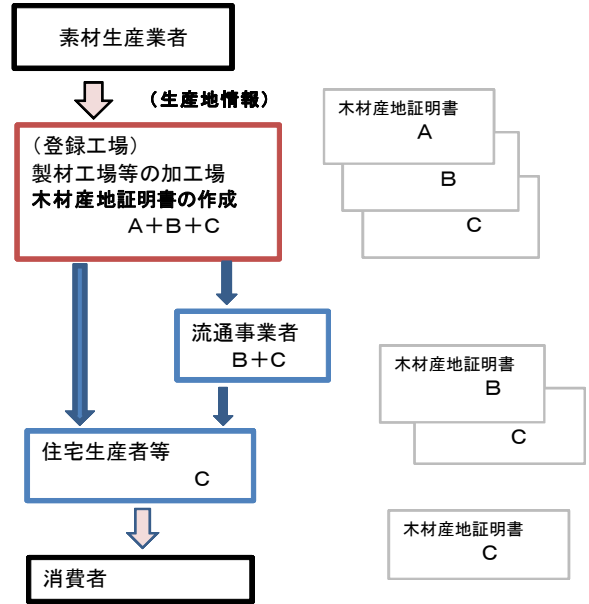 素材生産業者
（生産地情報）
（登録工場）
製材工場等の加工場
木材産地証明書の作成
A＋B＋C
木材産地証明書
A
B
C
流通事業者
B＋C
木材産地証明書
B
C
住宅生産者等
C
木材産地証明書
C
消費者